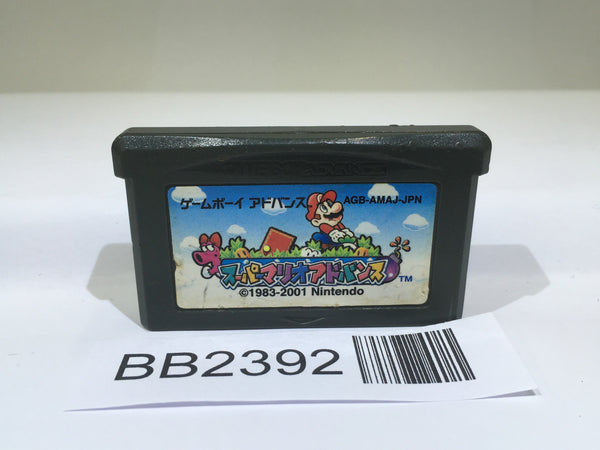 ゲームボーイ アドバンス AGB-AMAJ-JPN
スーパーマリオアドバンス TM
©1983-2001 Nintendo
BB2392